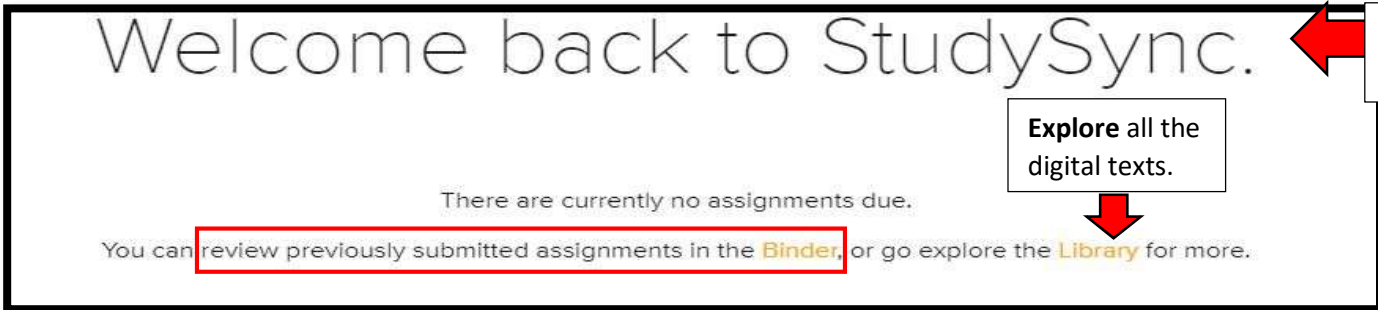 Welcome back to StudySync.
Explore all the
digital texts.
There are currently no assignments due.
You can review previously submitted assignments in the Binder, or go explore the Library for more.